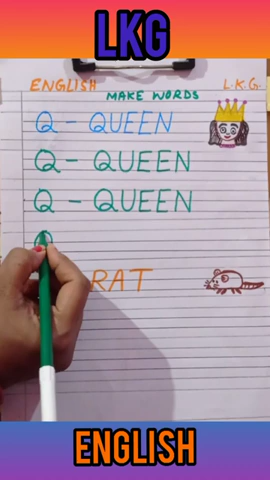 LKG
ENGLISH L.K.G.
MAKE WORDS
Q - QUEEN
Q - QUEEN
Q - QUEEN
Q
RAT
ENGLISH